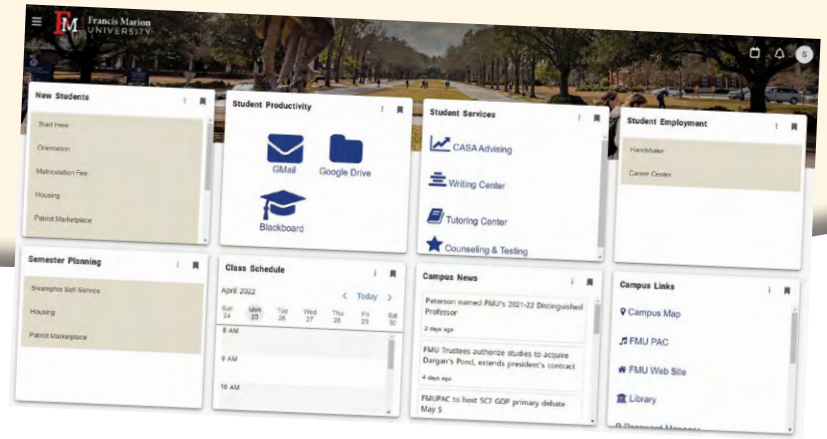 FM Francis Marion
UNIVERSITY
S
New Students
Start Here
Orientation
Matriculation Fee
Housing
Patriot Marketplace
Student Productivity
GMail
Google Drive
Blackboard
Student Services
CASA Advising
Writing Center
Tutoring Center
Counseling & Testing
Student Employment
Handshake
Career Center
Semester Planning
Swampfox Self-Service
Housing
Patriot Marketplace
Class Schedule
April 2022
Today
Sun Mon Tue Wed Thu Fri Sat
24 25 26 27 28 29 30
8 AM
9 AM
10 AM
Campus News
Peterson named FMU's 2021-22 Distinguished
Professor
2 days ago
FMU Trustees authorize studies to acquire
Dargan's Pond, extends president's contract
4 days ago
FMUPAC to host SC7 GOP primary debate
May 5
Campus Links
Campus Map
FMU PAC
FMU Web Site
Library
Password Manager